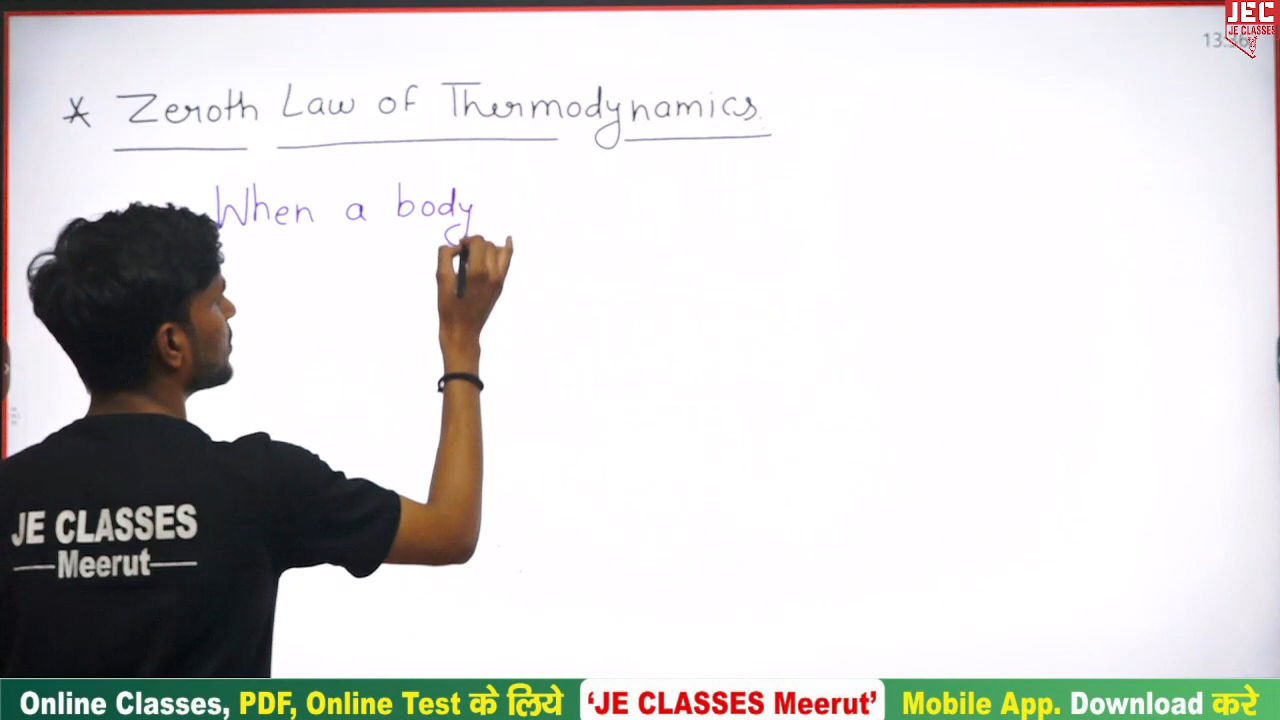 JEC
JE CLASSES
* Zeroth Law of Thermodynamics.
When a body
JE CLASSES
Meerut
Online Classes, PDF, Online Test के लिये 'JE CLASSES Meerut' Mobile App. Download करे